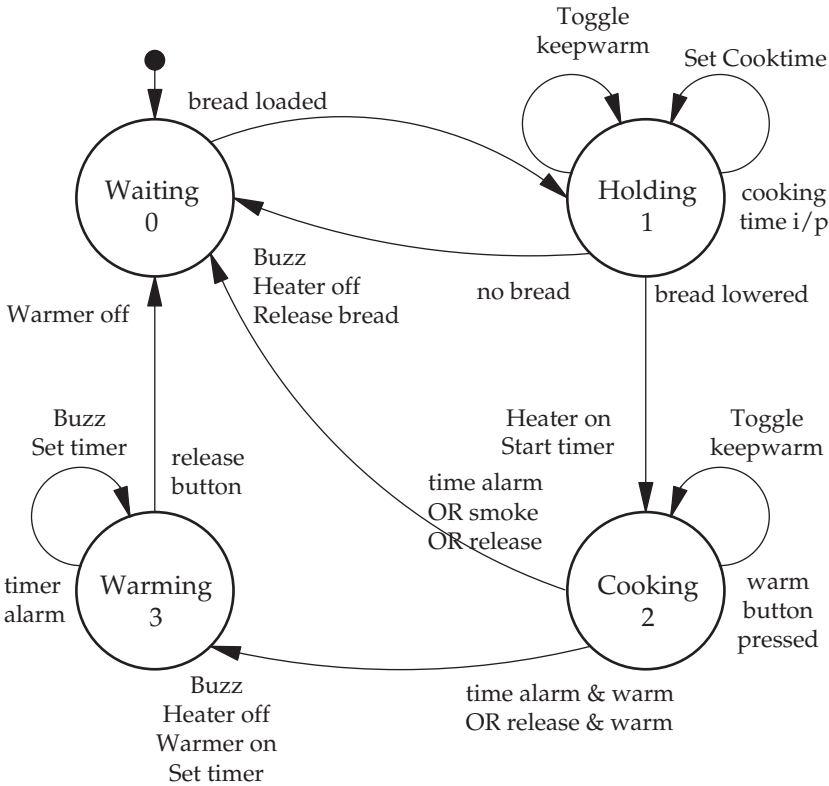 Toggle
keepwarm
Set Cooktime
bread loaded
Waiting
0
Holding
1
cooking
time i/p
Buzz
Heater off
Release bread
no bread
bread lowered
Warmer off
Buzz
Set timer
release
button
Heater on
Start timer
Toggle
keepwarm
time alarm
OR smoke
OR release
timer
alarm
Warming
3
Cooking
2
warm
button
pressed
Buzz
Heater off
Warmer on
Set timer
time alarm & warm
OR release & warm